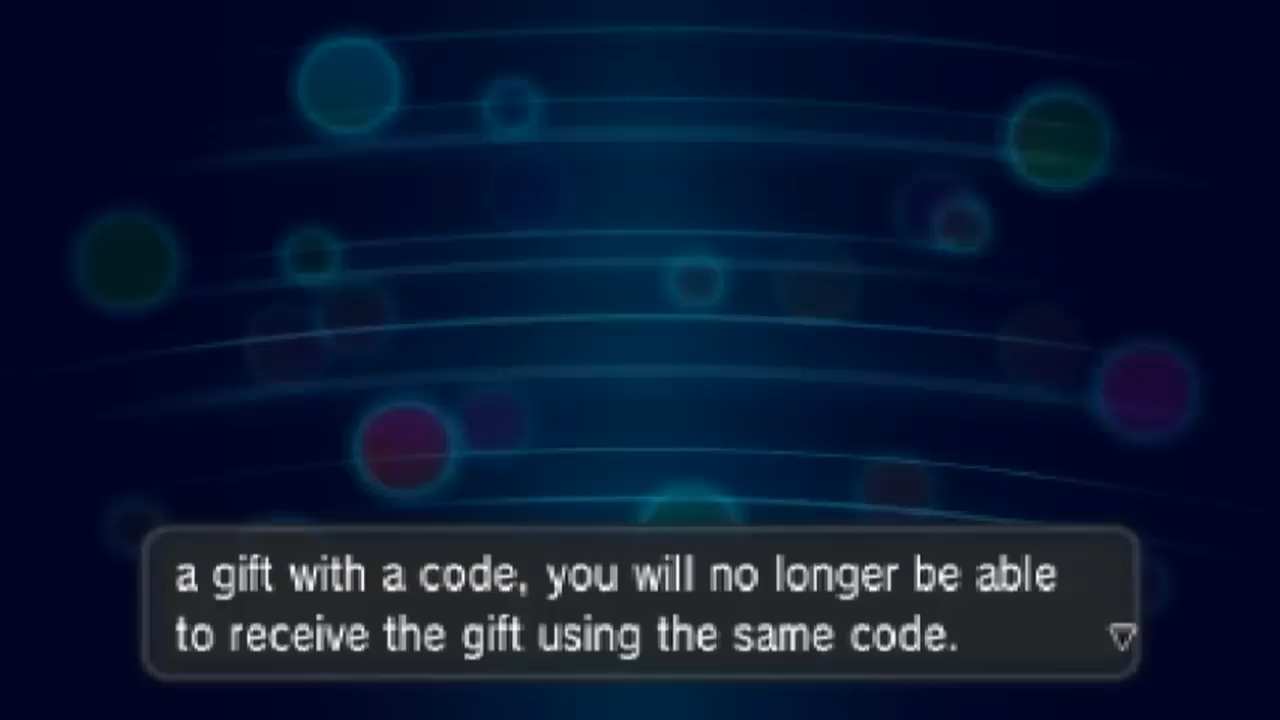 a gift with a code, you will no longer be able
to receive the gift using the same code.